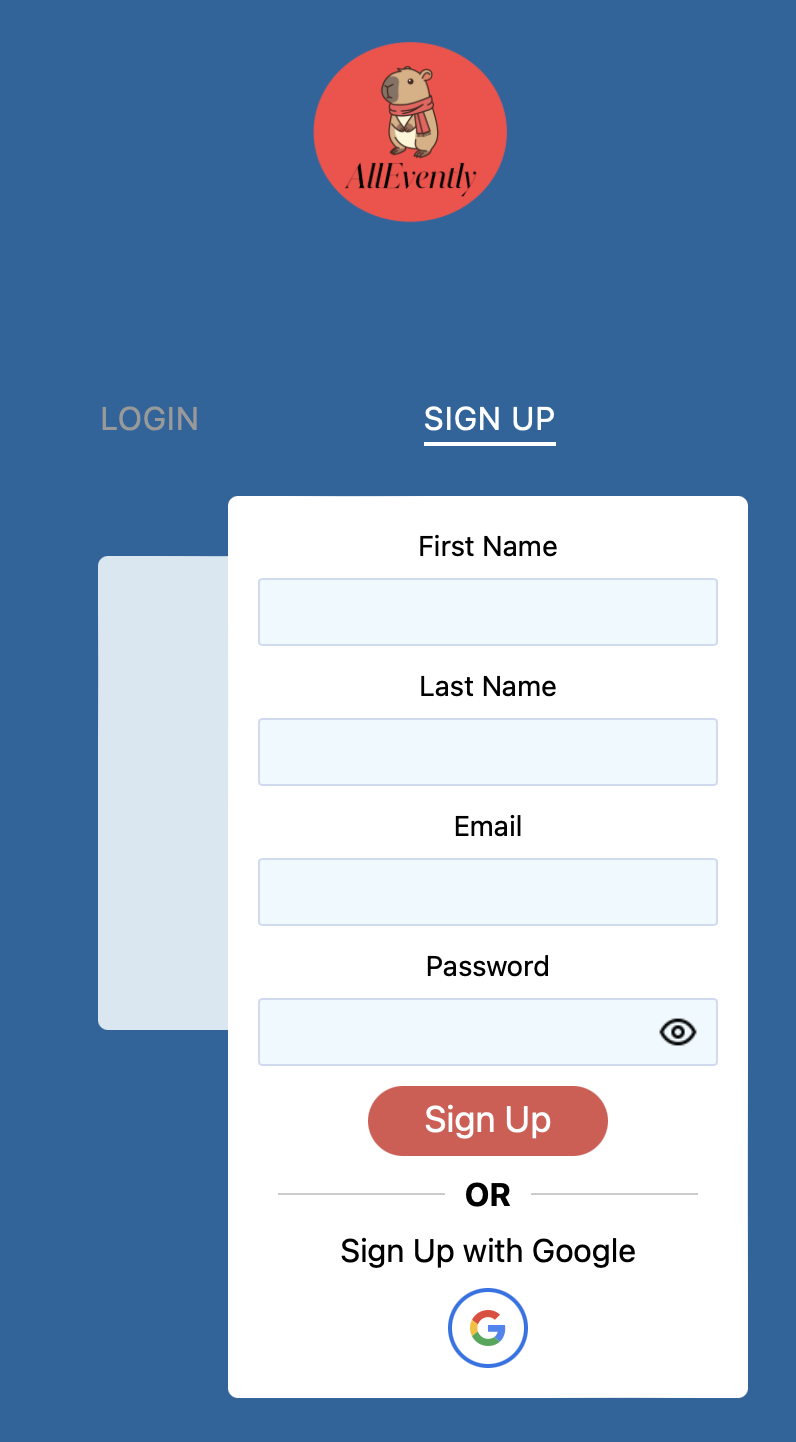 AllEvently
LOGIN
SIGN UP
First Name
Last Name
Email
Password
Sign Up
OR
Sign Up with Google